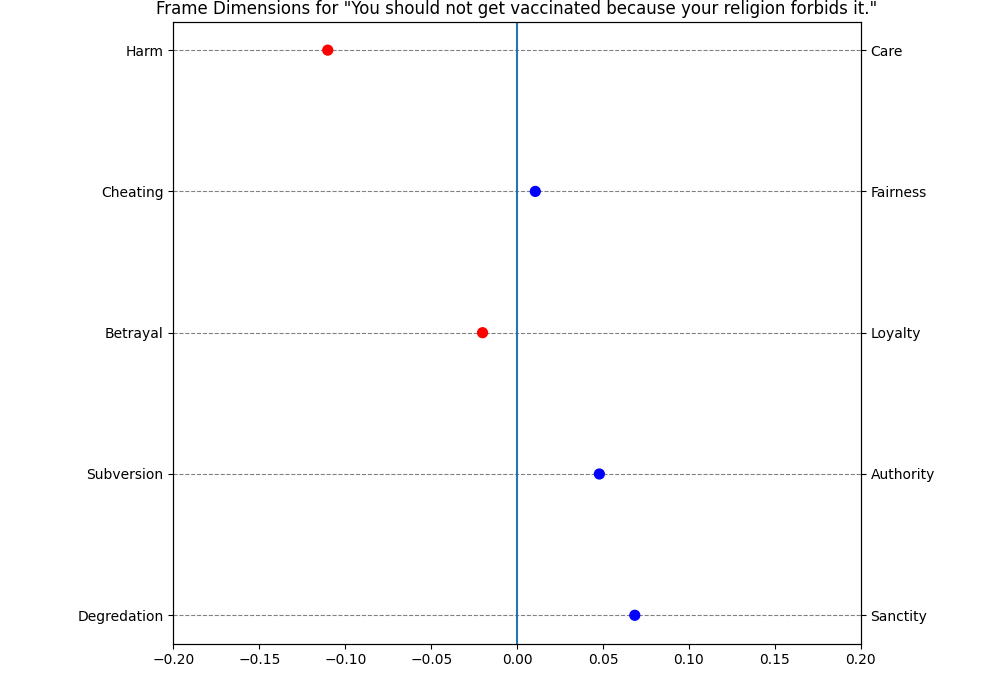 Frame Dimensions for "You should not get vaccinated because your religion forbids it."
Harm
Care
Cheating
Fairness
Betrayal
Loyalty
Subversion
Authority
Degredation
Sanctity
−0.20 −0.15 −0.10 −0.05 0.00 0.05 0.10 0.15 0.20